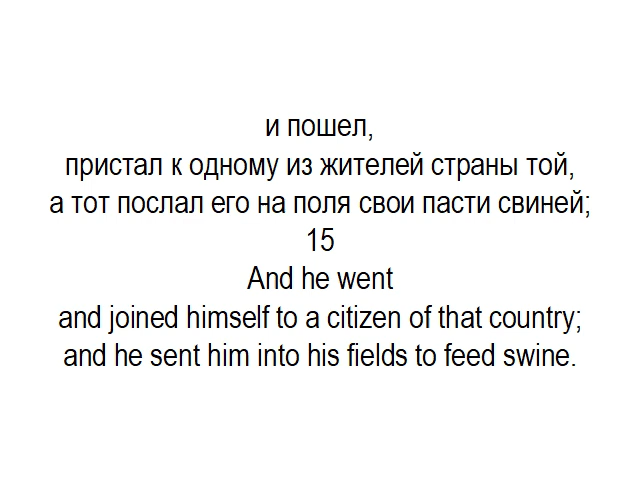 и пошел,
пристал к одному из жителей страны той,
а тот послал его на поля свои пасти свиней;
15
And he went
and joined himself to a citizen of that country;
and he sent him into his fields to feed swine.